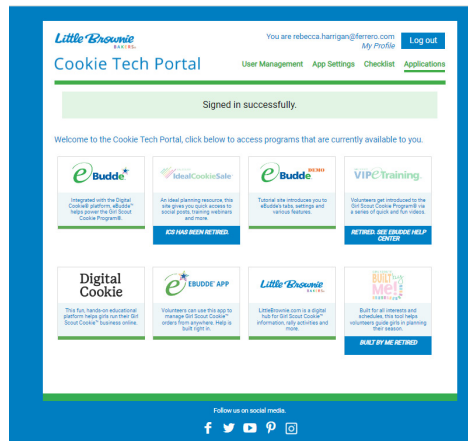 Little Brownie
BAKERS
You are rebecca.harrigan@ferrero.com
My Profile
Log out
Cookie Tech Portal
User Management App Settings Checklist Applications
Signed in successfully.
Welcome to the Cookie Tech Portal, click below to access programs that are currently available to you.
eBudde
Integrated with the Digital
Cookie® platform, eBudde™
helps power the Girl Scout
Cookie Program®.
IdealCookieSale
An ideal planning resource, this
site gives you quick access to
social posts, training webinars
and more.
ICS HAS BEEN RETIRED.
eBudde DEMO
Tutorial site introduces you to
eBudde's tabs, settings and
various features.
VIP eTraining
Volunteers get introduced to the
Girl Scout Cookie Program® via
a series of quick and fun videos.
RETIRED. SEE EBUDDE HELP
CENTER
Digital
Cookie
This fun, hands-on educational
platform helps girls run their Girl
Scout Cookie™ business online.
e EBUDDE APP
Volunteers can use this app to
manage Girl Scout Cookie™
orders from anywhere. Help is
built right in.
Little Brownie
BAKERS
LittleBrownie.com is a digital
hub for Girl Scout Cookie™
information, rally activities and
more.
BUILT by
Me!
Built for all interests and
schedules, this tool helps
volunteers guide girls in planning
their season.
BUILT BY ME RETIRED
Follow us on social media.